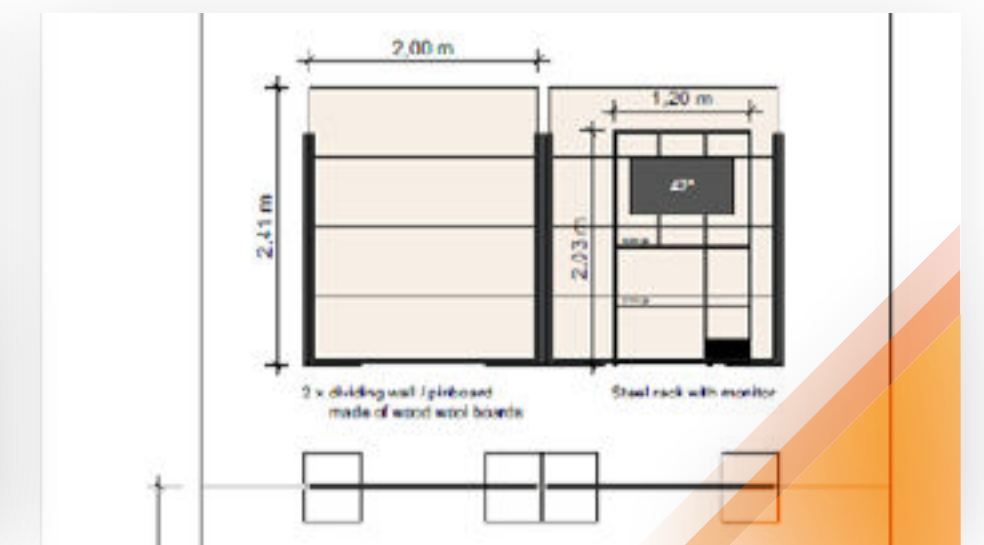 2,00 m
1,20 m
2,41 m
2,03 m
2 x dividing wall / pinboard
made of wood wool boards
Steel rack with monitor